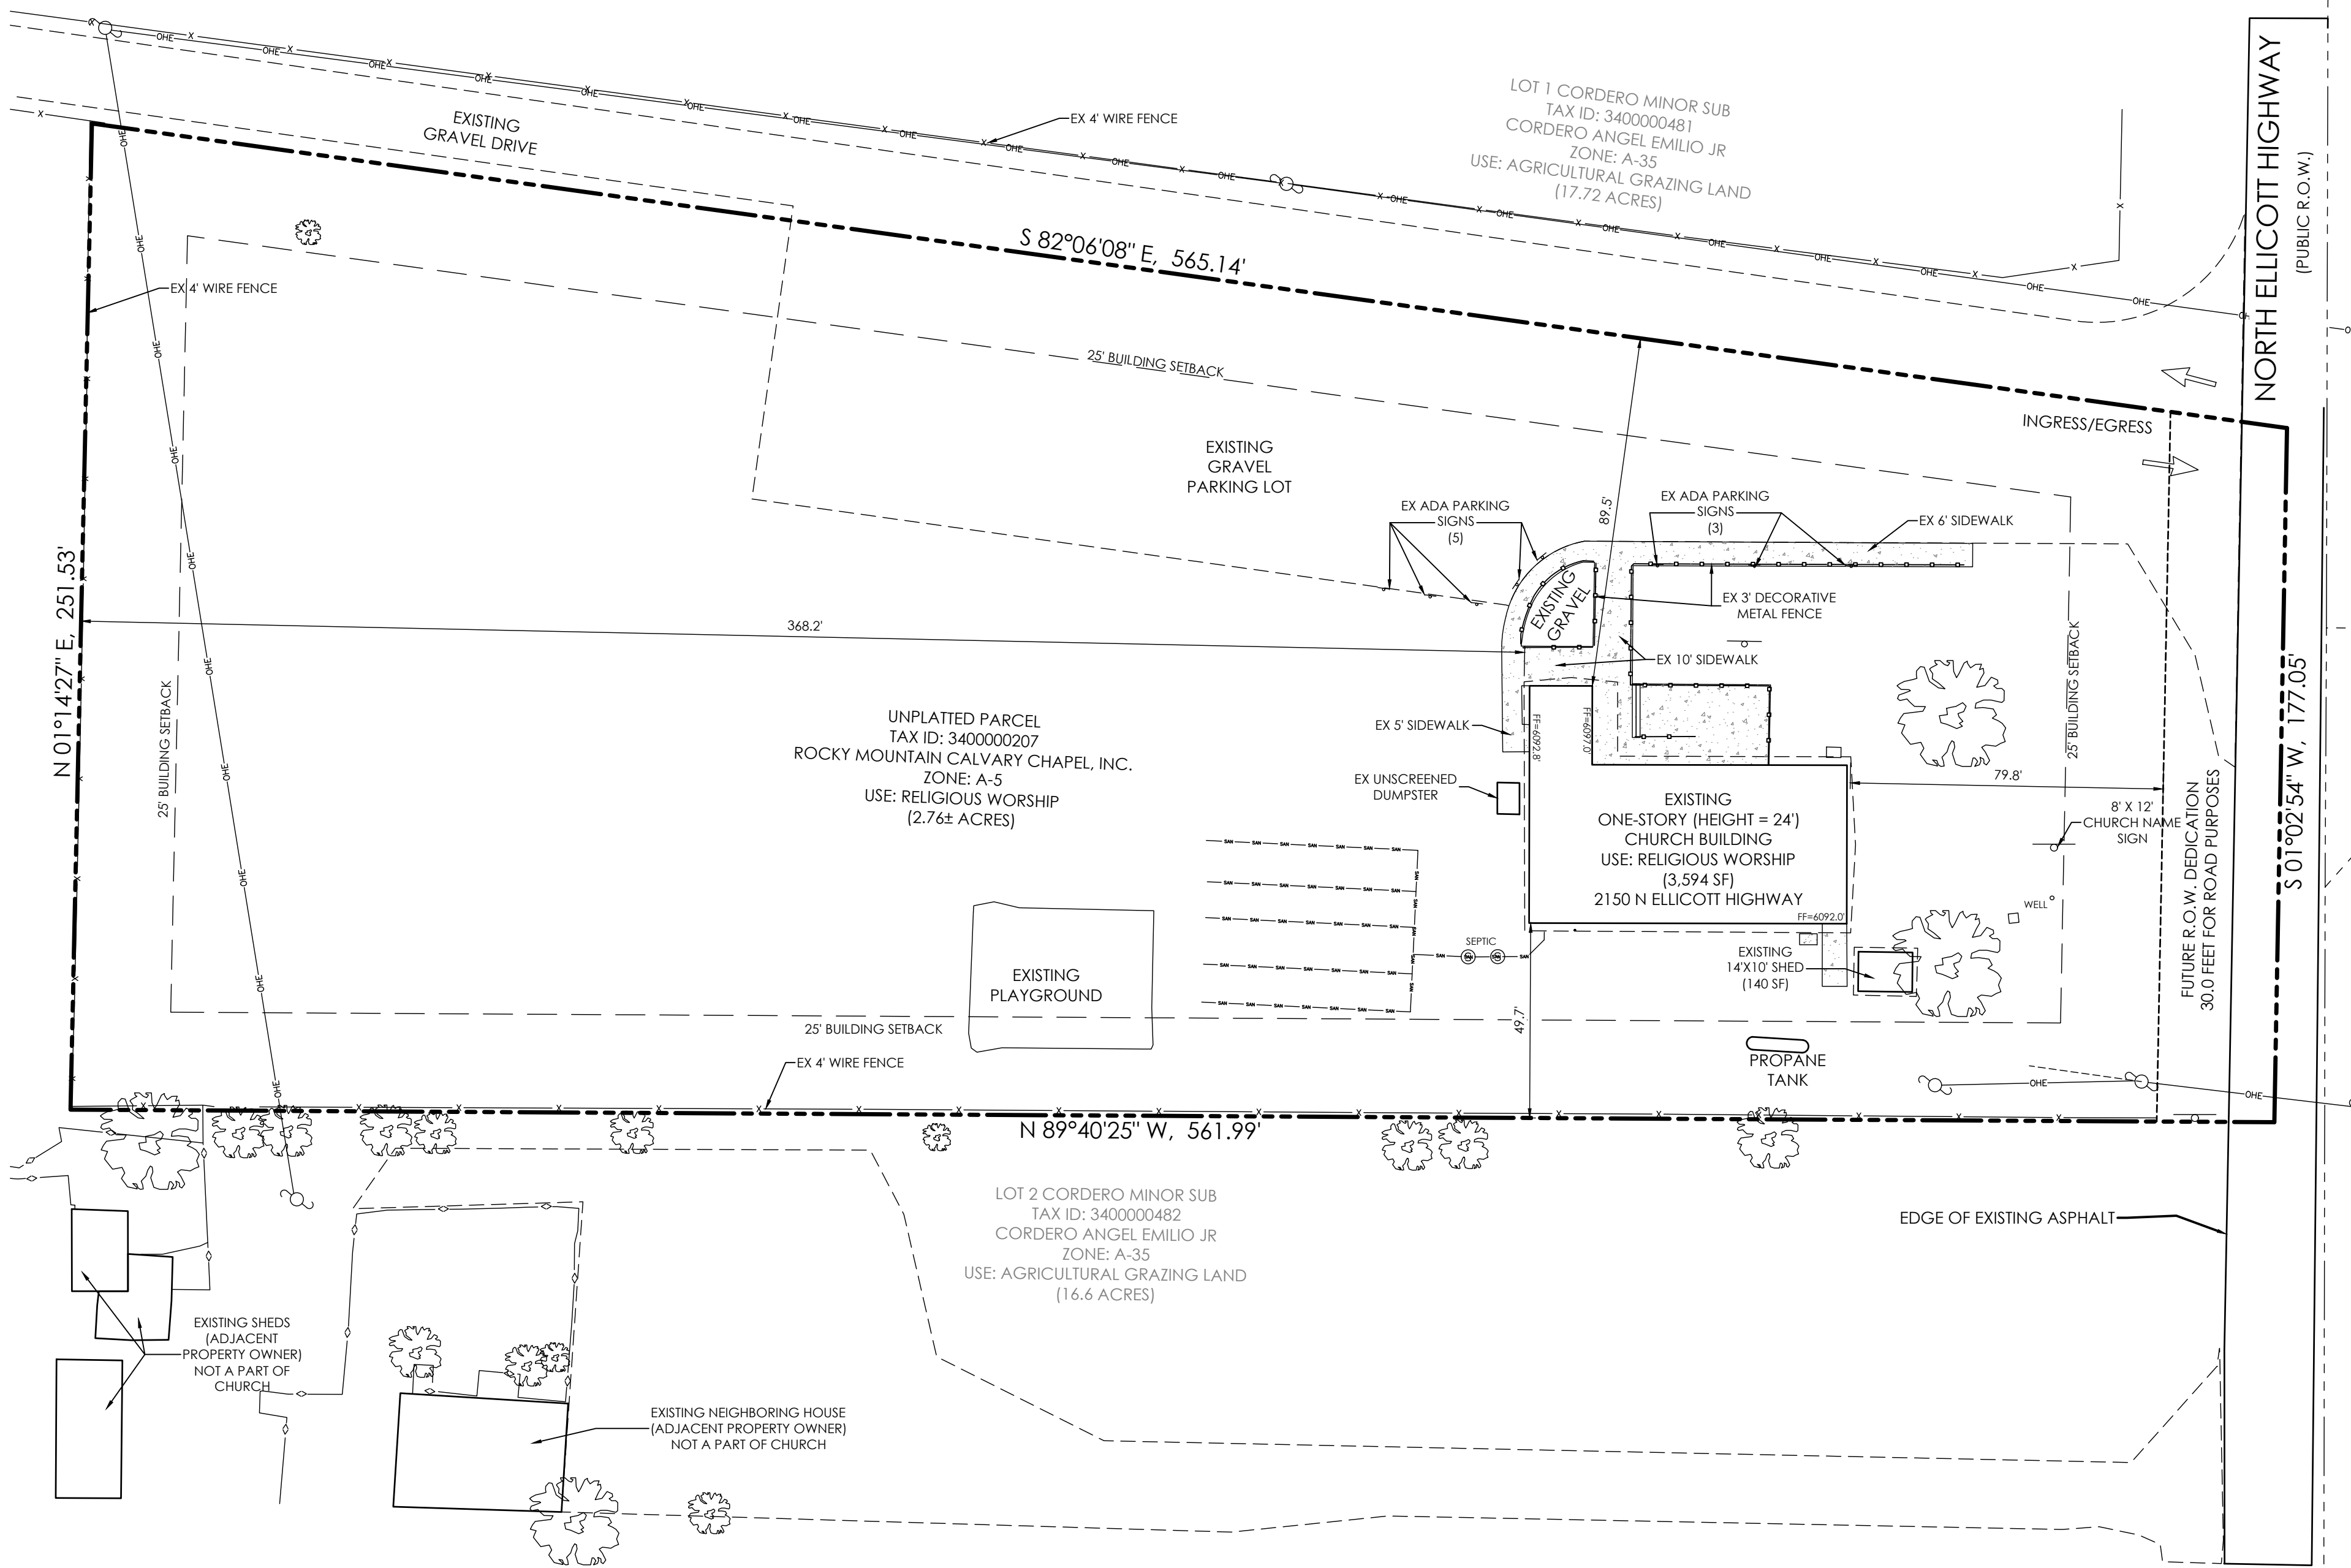 EXISTING
GRAVEL DRIVE
EX 4' WIRE FENCE
LOT 1 CORDERO MINOR SUB
TAX ID: 3400000481
CORDERO ANGEL EMILIO JR
ZONE: A-35
USE: AGRICULTURAL GRAZING LAND
(17.72 ACRES)
NORTH ELLICOTT HIGHWAY
(PUBLIC R.O.W.)
S 82°06'08" E, 565.14'
EX 4' WIRE FENCE
25' BUILDING SETBACK
INGRESS/EGRESS
EXISTING
GRAVEL
PARKING LOT
EX ADA PARKING
SIGNS
(5)
89.5'
EX ADA PARKING
SIGNS
(3)
EX 6' SIDEWALK
EXISTING
GRAVEL
EX 3' DECORATIVE
METAL FENCE
N 01°14'27" E, 251.53'
368.2'
EX 10' SIDEWALK
25' BUILDING SETBACK
25' BUILDING SETBACK
S 01°02'54" W, 177.05'
UNPLATTED PARCEL
TAX ID: 3400000207
ROCKY MOUNTAIN CALVARY CHAPEL, INC.
ZONE: A-5
USE: RELIGIOUS WORSHIP
(2.76± ACRES)
EX 5' SIDEWALK
FF=6092.8'
FF=6097.0'
EX UNSCREENED
DUMPSTER
EXISTING
ONE-STORY (HEIGHT = 24')
CHURCH BUILDING
USE: RELIGIOUS WORSHIP
(3,594 SF)
2150 N ELLICOTT HIGHWAY
FF=6092.0'
79.8'
8' X 12'
CHURCH NAME
SIGN
FUTURE R.O.W. DEDICATION
30.0 FEET FOR ROAD PURPOSES
WELL
SEPTIC
EXISTING
14'X10' SHED
(140 SF)
EXISTING
PLAYGROUND
49.7'
25' BUILDING SETBACK
EX 4' WIRE FENCE
PROPANE
TANK
OHE
N 89°40'25" W, 561.99'
LOT 2 CORDERO MINOR SUB
TAX ID: 3400000482
CORDERO ANGEL EMILIO JR
ZONE: A-35
USE: AGRICULTURAL GRAZING LAND
(16.6 ACRES)
EDGE OF EXISTING ASPHALT
EXISTING SHEDS
(ADJACENT
PROPERTY OWNER)
NOT A PART OF
CHURCH
EXISTING NEIGHBORING HOUSE
(ADJACENT PROPERTY OWNER)
NOT A PART OF CHURCH